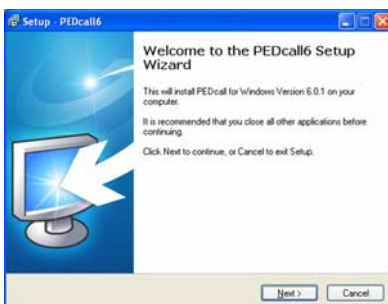 Setup - PEDcall6
Welcome to the PEDcall6 Setup
Wizard
This will install PEDcall for Windows Version 6.0.1 on your
computer.
It is recommended that you close all other applications before
continuing.
Click Next to continue, or Cancel to exit Setup.
Next > Cancel